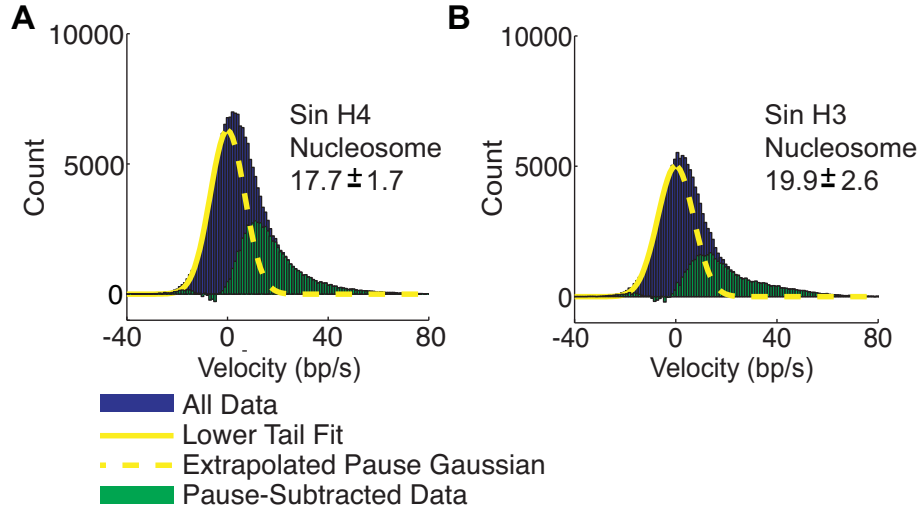 A
10000
5000
0
Count
Sin H4
Nucleosome
17.7±1.7
-40
0
40
80
Velocity (bp/s)
B
10000
5000
0
Count
Sin H3
Nucleosome
19.9±2.6
-40
0
40
80
Velocity (bp/s)
All Data
Lower Tail Fit
Extrapolated Pause Gaussian
Pause-Subtracted Data